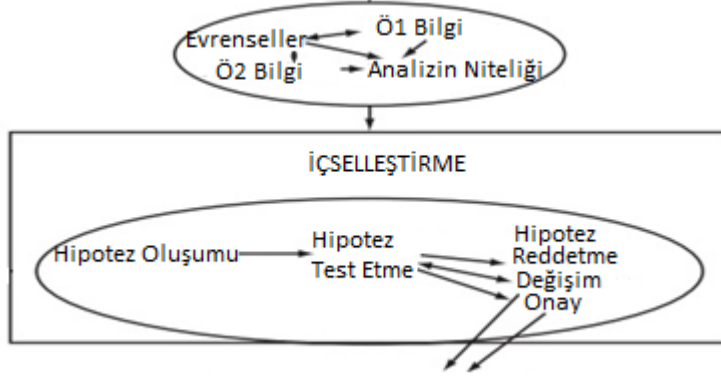 Evrenseller
Ö1 Bilgi
Ö2 Bilgi
Analizin Niteliği
İÇSELLEŞTİRME
Hipotez Oluşumu
Hipotez
Test Etme
Hipotez
Reddetme
Değişim
Onay